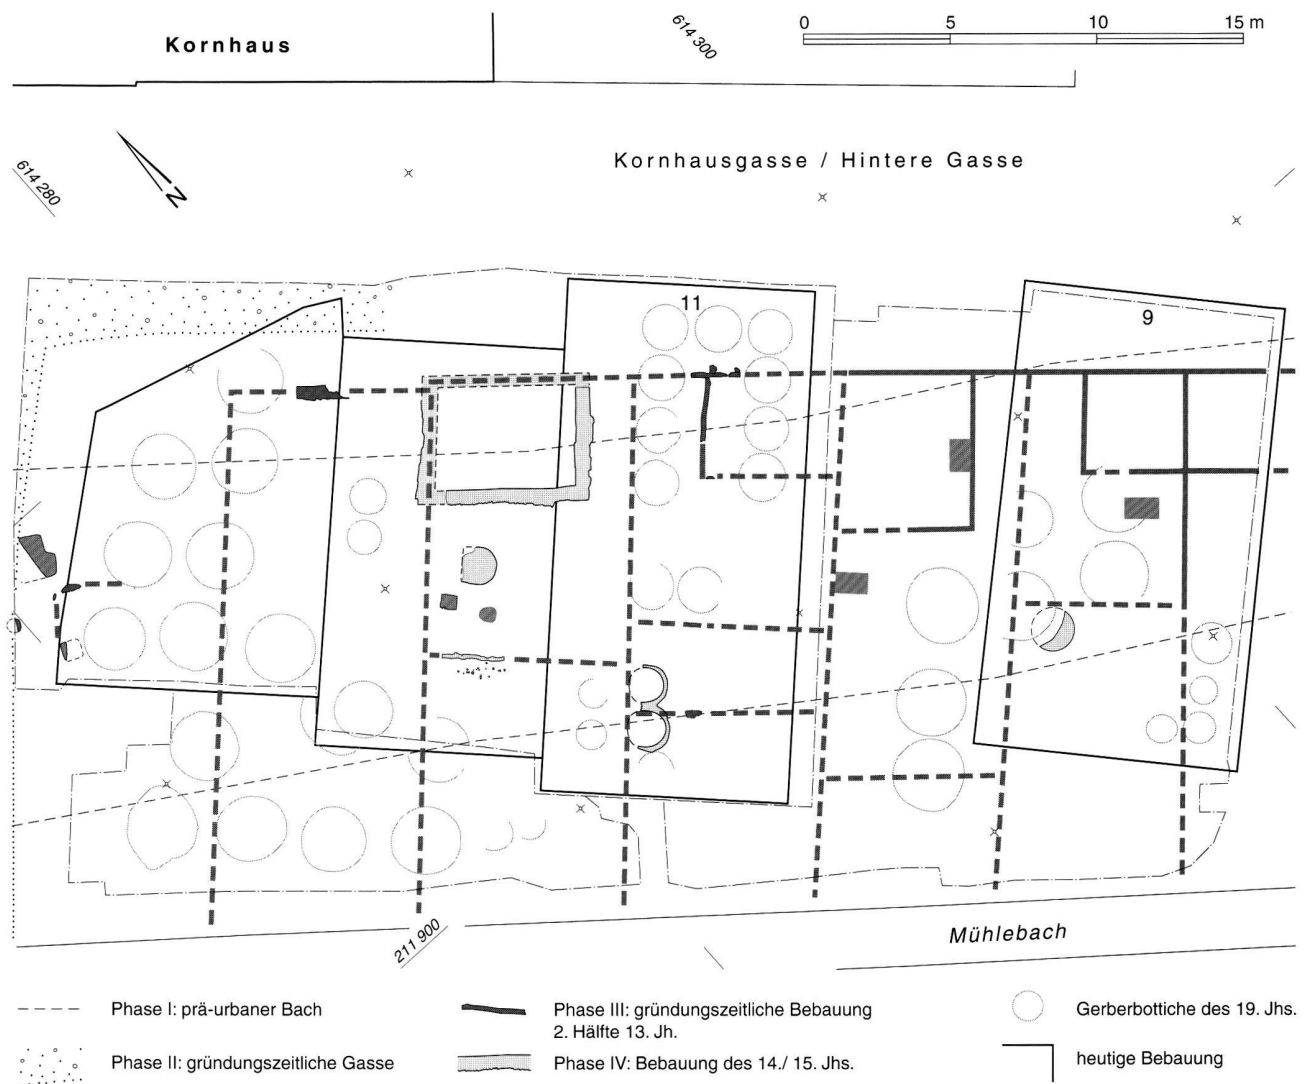 Kornhaus
614 300
0 5 10 15 m
Kornhausgasse / Hintere Gasse
614 280
N
11
9
211 900
Mühlebach
Phase I: prä-urbaner Bach
Phase II: gründungszeitliche Gasse
Phase III: gründungszeitliche Bebauung
2. Hälfte 13. Jh.
Phase IV: Bebauung des 14./ 15. Jhs.
Gerberbottiche des 19. Jhs.
heutige Bebauung